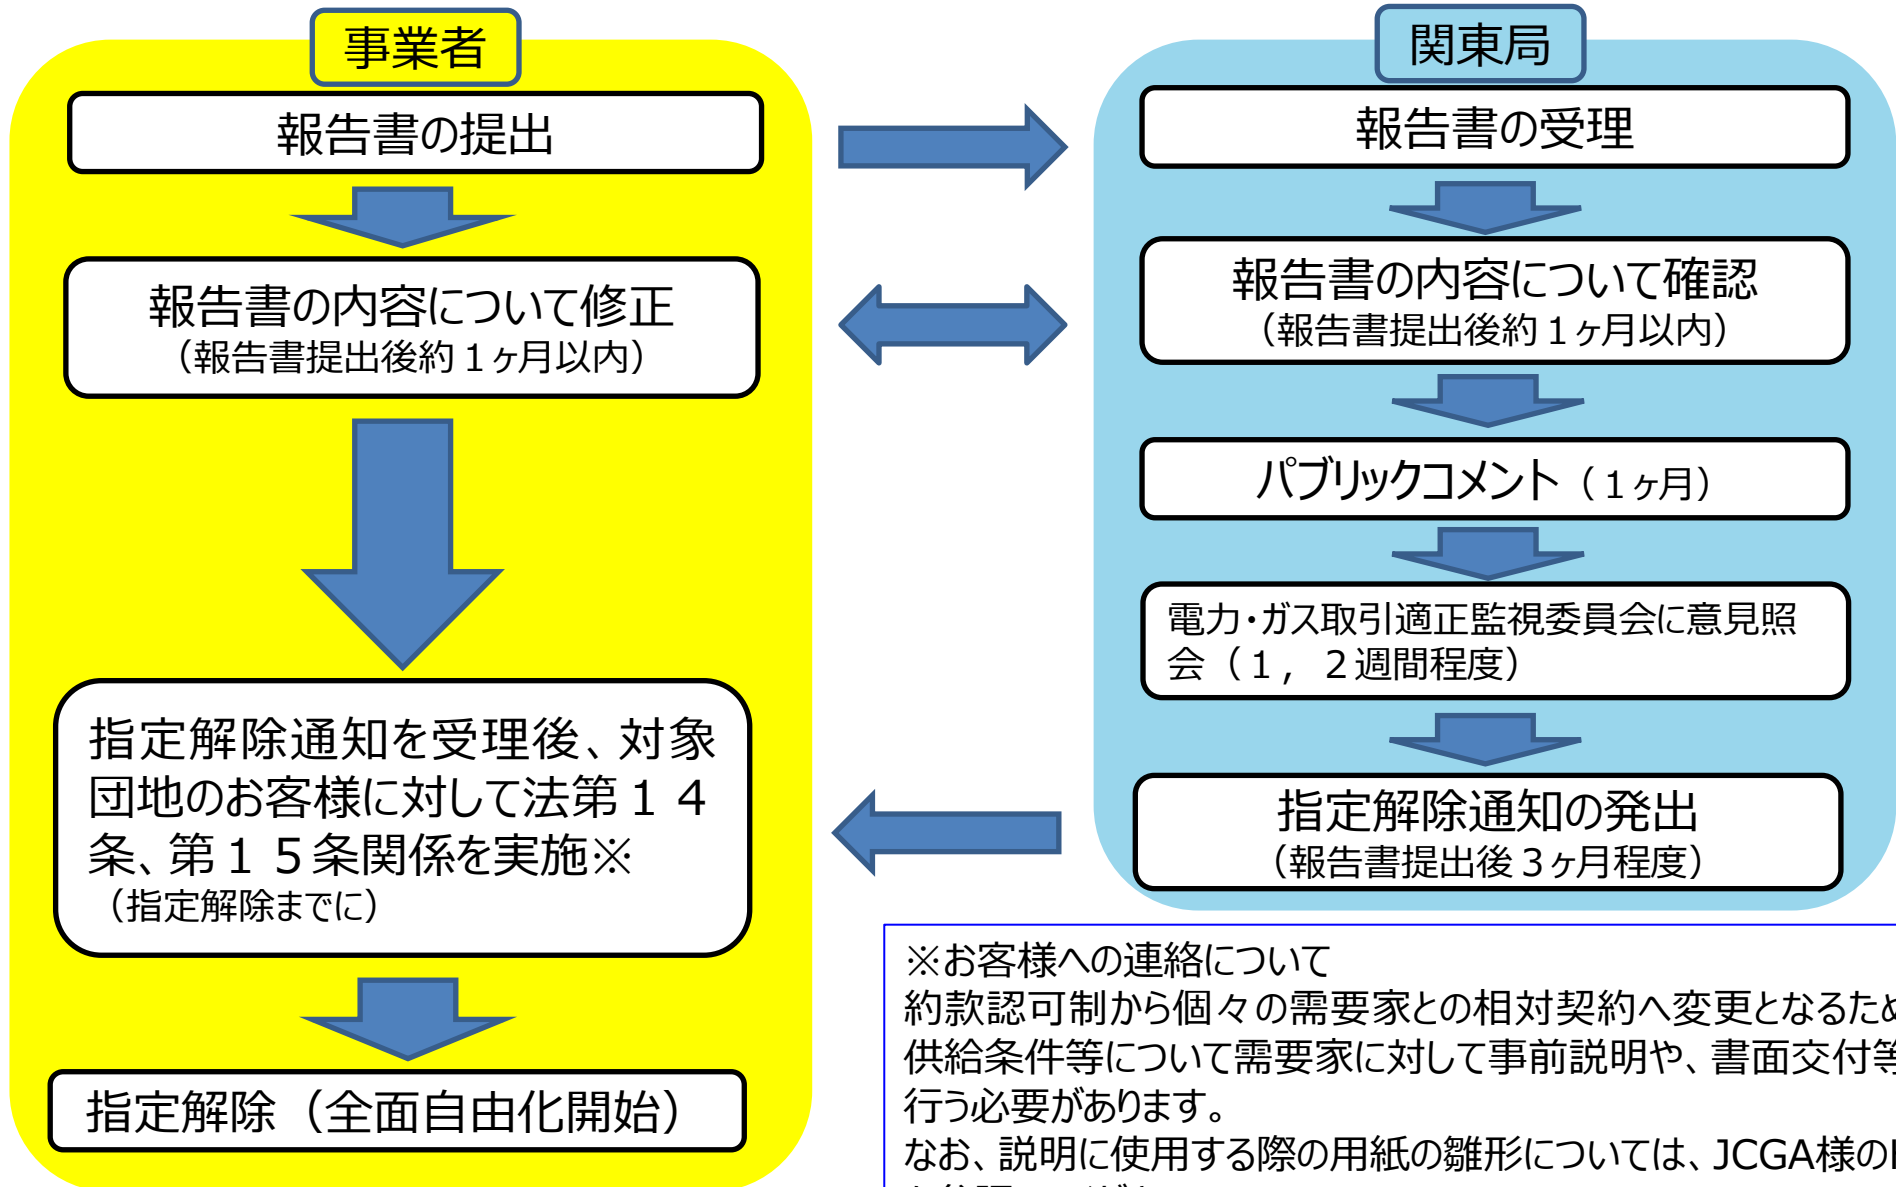 事業者
報告書の提出
報告書の内容について修正
（報告書提出後約１ヶ月以内）
指定解除通知を受理後、対象
団地のお客様に対して法第１４
条、第１５条関係を実施※
（指定解除までに）
指定解除（全面自由化開始）
関東局
報告書の受理
報告書の内容について確認
（報告書提出後約１ヶ月以内）
パブリックコメント（１ヶ月）
電力・ガス取引適正監視委員会に意見照
会（１，２週間程度）
指定解除通知の発出
（報告書提出後３ヶ月程度）
※お客様への連絡について
約款認可制から個々の需要家との相対契約へ変更となるため
供給条件等について需要家に対して事前説明や、書面交付等
行う必要があります。
なお、説明に使用する際の用紙の雛形については、JCGA様の